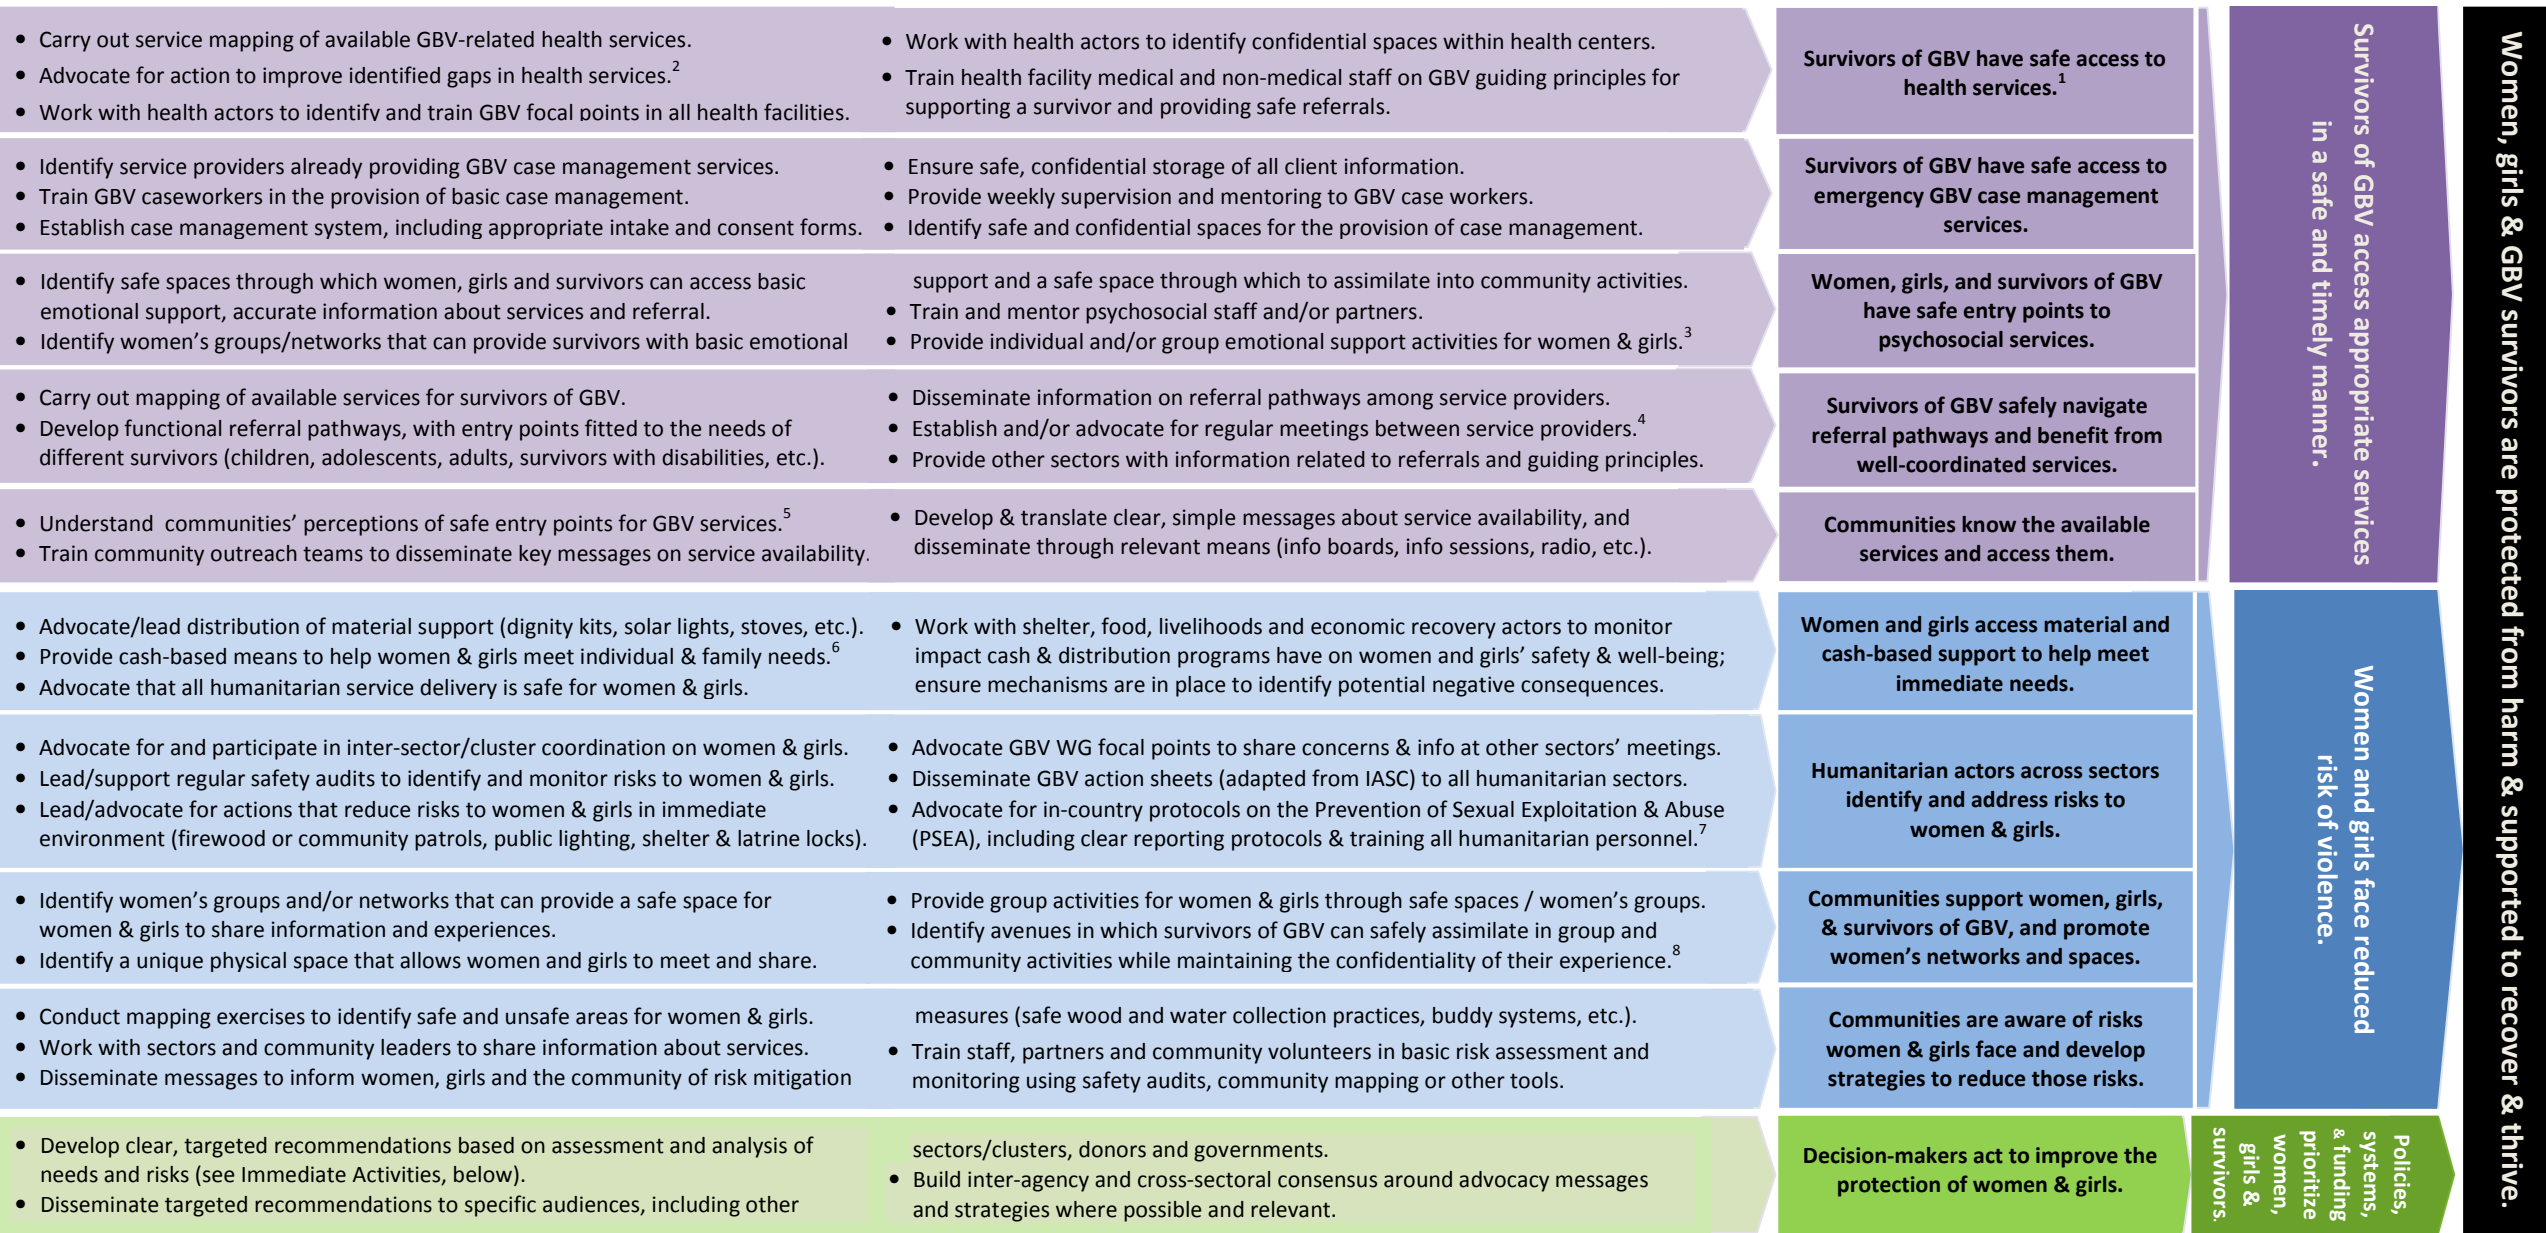 • Carry out service mapping of available GBV-related health services.
• Advocate for action to improve identified gaps in health services.2
• Work with health actors to identify and train GBV focal points in all health facilities.
• Work with health actors to identify confidential spaces within health centers.
• Train health facility medical and non-medical staff on GBV guiding principles for
supporting a survivor and providing safe referrals.
Survivors of GBV have safe access to
health services.1
• Identify service providers already providing GBV case management services.
• Train GBV caseworkers in the provision of basic case management.
• Establish case management system, including appropriate intake and consent forms.
• Ensure safe, confidential storage of all client information.
• Provide weekly supervision and mentoring to GBV case workers.
• Identify safe and confidential spaces for the provision of case management.
Survivors of GBV have safe access to
emergency GBV case management
services.
• Identify safe spaces through which women, girls and survivors can access basic
emotional support, accurate information about services and referral.
• Identify women’s groups/networks that can provide survivors with basic emotional
support and a safe space through which to assimilate into community activities.
• Train and mentor psychosocial staff and/or partners.
• Provide individual and/or group emotional support activities for women & girls.3
Women, girls, and survivors of GBV
have safe entry points to
psychosocial services.
• Carry out mapping of available services for survivors of GBV.
• Develop functional referral pathways, with entry points fitted to the needs of
different survivors (children, adolescents, adults, survivors with disabilities, etc.).
• Disseminate information on referral pathways among service providers.
• Establish and/or advocate for regular meetings between service providers.4
• Provide other sectors with information related to referrals and guiding principles.
Survivors of GBV safely navigate
referral pathways and benefit from
well-coordinated services.
• Understand communities’ perceptions of safe entry points for GBV services.5
• Train community outreach teams to disseminate key messages on service availability.
• Develop & translate clear, simple messages about service availability, and
disseminate through relevant means (info boards, info sessions, radio, etc.).
Communities know the available
services and access them.
Survivors of GBV access appropriate services
in a safe and timely manner.
• Advocate/lead distribution of material support (dignity kits, solar lights, stoves, etc.).
• Provide cash-based means to help women & girls meet individual & family needs.6
• Advocate that all humanitarian service delivery is safe for women & girls.
• Work with shelter, food, livelihoods and economic recovery actors to monitor
impact cash & distribution programs have on women and girls’ safety & well-being;
ensure mechanisms are in place to identify potential negative consequences.
Women and girls access material and
cash-based support to help meet
immediate needs.
• Advocate for and participate in inter-sector/cluster coordination on women & girls.
• Lead/support regular safety audits to identify and monitor risks to women & girls.
• Lead/advocate for actions that reduce risks to women & girls in immediate
environment (firewood or community patrols, public lighting, shelter & latrine locks).
• Advocate GBV WG focal points to share concerns & info at other sectors’ meetings.
• Disseminate GBV action sheets (adapted from IASC) to all humanitarian sectors.
• Advocate for in-country protocols on the Prevention of Sexual Exploitation & Abuse
(PSEA), including clear reporting protocols & training all humanitarian personnel.7
Humanitarian actors across sectors
identify and address risks to
women & girls.
• Identify women’s groups and/or networks that can provide a safe space for
women & girls to share information and experiences.
• Identify a unique physical space that allows women and girls to meet and share.
• Provide group activities for women & girls through safe spaces / women’s groups.
• Identify avenues in which survivors of GBV can safely assimilate in group and
community activities while maintaining the confidentiality of their experience.8
Communities support women, girls,
& survivors of GBV, and promote
women’s networks and spaces.
• Conduct mapping exercises to identify safe and unsafe areas for women & girls.
• Work with sectors and community leaders to share information about services.
• Disseminate messages to inform women, girls and the community of risk mitigation
measures (safe wood and water collection practices, buddy systems, etc.).
• Train staff, partners and community volunteers in basic risk assessment and
monitoring using safety audits, community mapping or other tools.
Communities are aware of risks
women & girls face and develop
strategies to reduce those risks.
Women and girls face reduced
risk of violence.
• Develop clear, targeted recommendations based on assessment and analysis of
needs and risks (see Immediate Activities, below).
• Disseminate targeted recommendations to specific audiences, including other
sectors/clusters, donors and governments.
• Build inter-agency and cross-sectoral consensus around advocacy messages
and strategies where possible and relevant.
Decision-makers act to improve the
protection of women & girls.
Policies,
systems,
& funding
prioritize
women,
girls &
survivors.
Women, girls & GBV survivors are protected from harm & supported to recover & thrive.